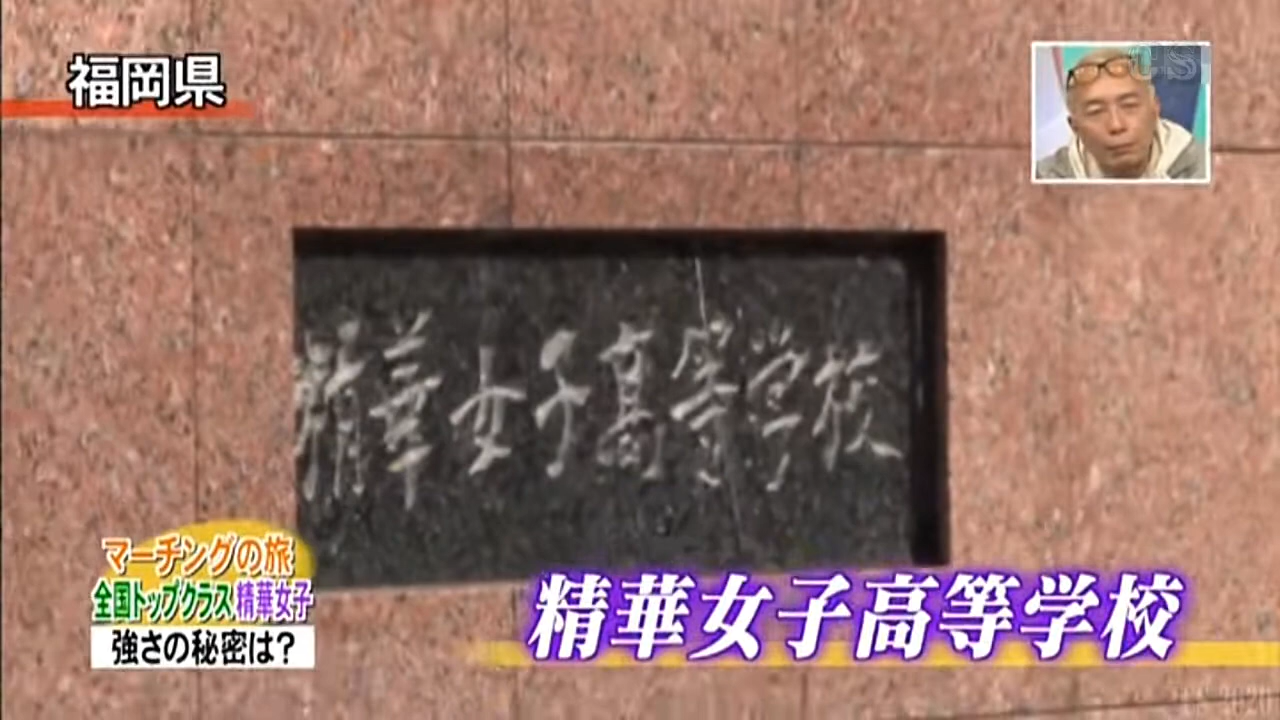 福岡県
CS
精華女子高等学校
マーチングの旅
全国トップクラス精華女子
強さの秘密は?
精華女子高等学校